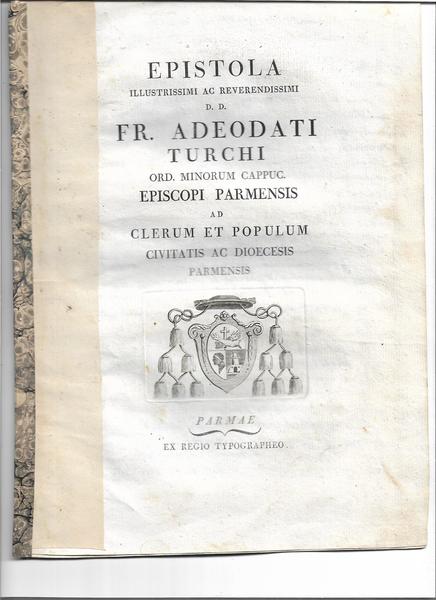 EPISTOLA
ILLUSTRISSIMI AC REVERENDISSIMI
D. D.
FR. ADEODATI
TURCHI
ORD. MINORUM CAPPUC.
EPISCOPI PARMENSIS
AD
CLERUM ET POPULUM
CIVITATIS AC DIOECESIS
PARMENSIS
PARMAE
EX REGIO TYPOGRAPHEO.